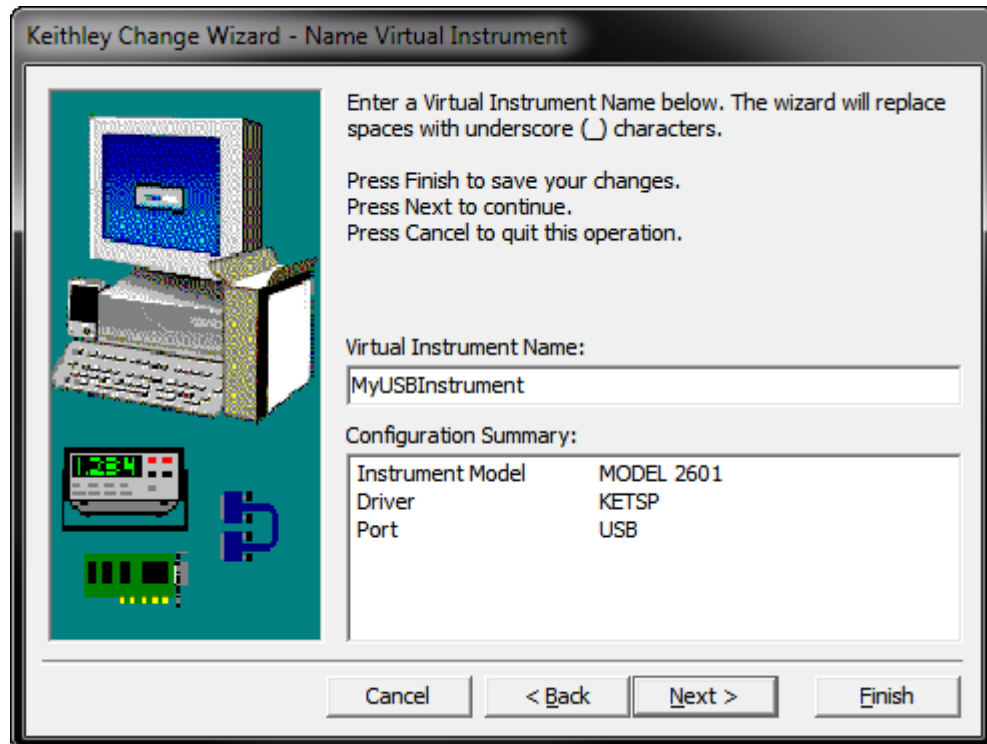 Keithley Change Wizard - Name Virtual Instrument
Enter a Virtual Instrument Name below. The wizard will replace
spaces with underscore (_) characters.
Press Finish to save your changes.
Press Next to continue.
Press Cancel to quit this operation.
Virtual Instrument Name:
MyUSBInstrument
Configuration Summary:
Instrument Model MODEL 2601
Driver KETSP
Port USB
1.234
Cancel < Back Next > Finish